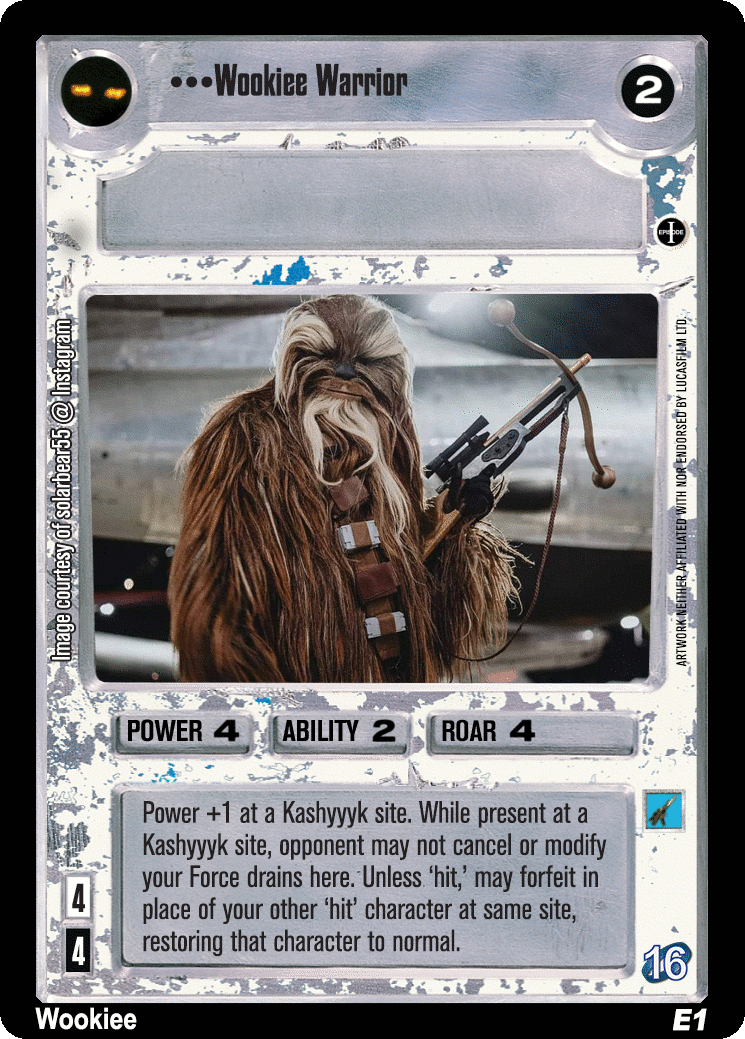 •••Wookiee Warrior
2
EPISODE
I
Image courtesy of solarbear55 @ Instagram
ARTWORK NEITHER AFFILIATED WITH NOR ENDORSED BY LUCASFILM LTD.
POWER 4 ABILITY 2 ROAR 4
Power +1 at a Kashyyyk site. While present at a
Kashyyyk site, opponent may not cancel or modify
your Force drains here. Unless ‘hit,’ may forfeit in
place of your other ‘hit’ character at same site,
restoring that character to normal.
4
4
16
Wookiee E1